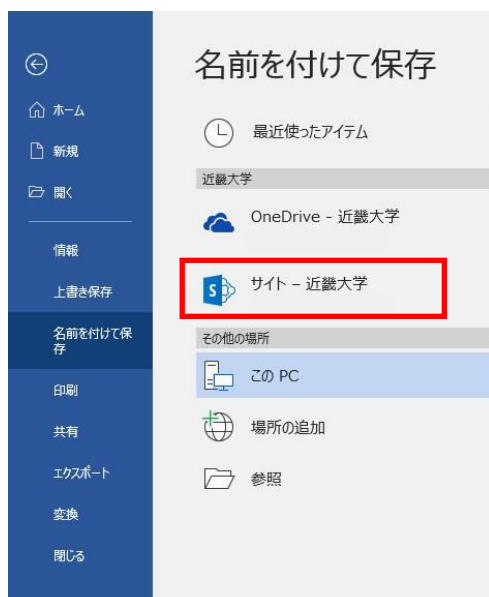 名前を付けて保存
ホーム
新規
開く
情報
上書き保存
名前を付けて保
存
印刷
共有
エクスポート
変換
閉じる
最近使ったアイテム
近畿大学
OneDrive - 近畿大学
S
サイト – 近畿大学
その他の場所
この PC
場所の追加
参照